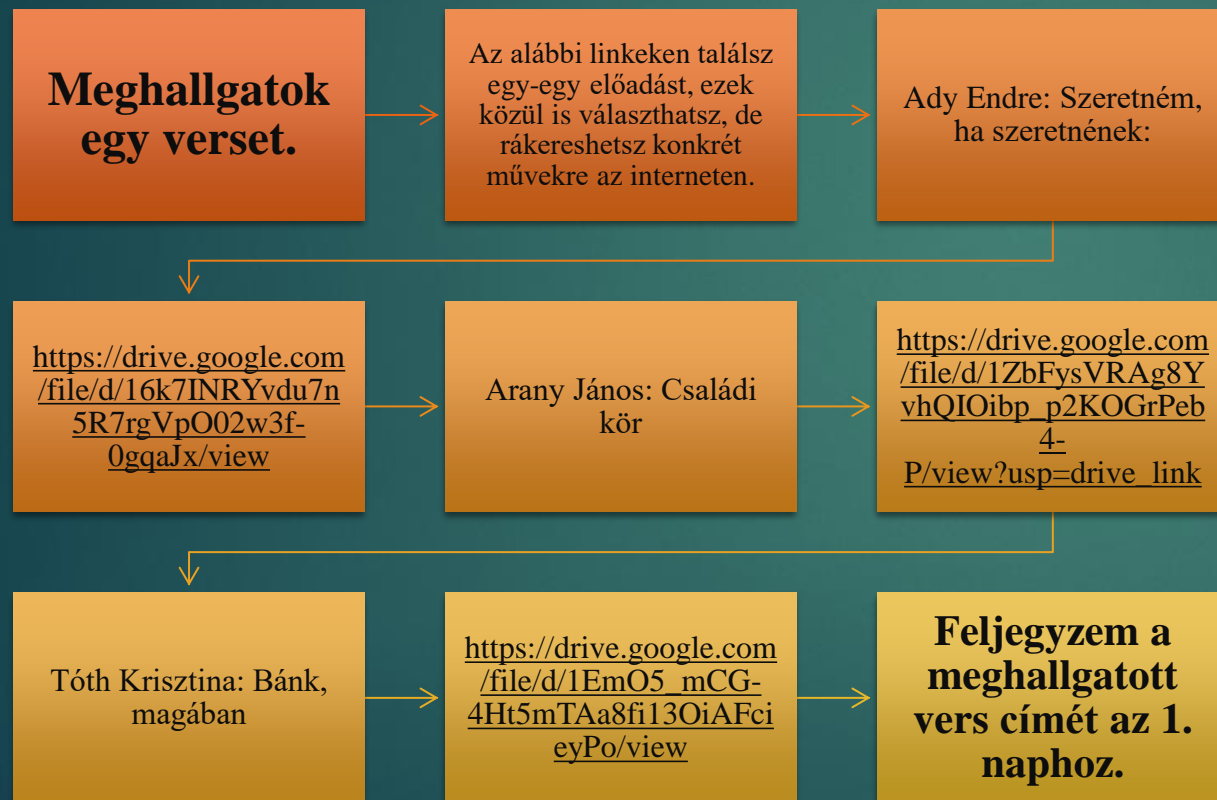 Meghallgatok
egy verset.
Az alábbi linkeken találsz
egy-egy előadást, ezek
közül is választhatsz, de
rákereshetsz konkrét
művekre az interneten.
Ady Endre: Szeretném,
ha szeretnének:
https://drive.google.com
/file/d/16k7INRYvdu7n
5R7rgVpO02w3f-
0gqaJx/view
Arany János: Családi
kör
https://drive.google.com
/file/d/1ZbFysVRAg8Y
vhQIOibp_p2KOGrPeb
4-
P/view?usp=drive_link
Tóth Krisztina: Bánk,
magában
https://drive.google.com
/file/d/1EmO5_mCG-
4Ht5mTAa8fi13OiAFci
eyPo/view
Feljegyzem a
meghallgatott
vers címét az 1.
naphoz.